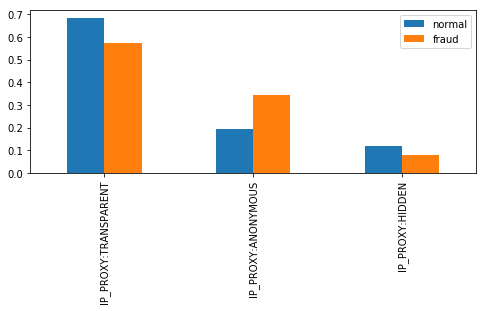 0.7
0.6
0.5
0.4
0.3
0.2
0.1
0.0
normal
fraud
IP_PROXY:TRANSPARENT
IP_PROXY:ANONYMOUS
IP_PROXY:HIDDEN